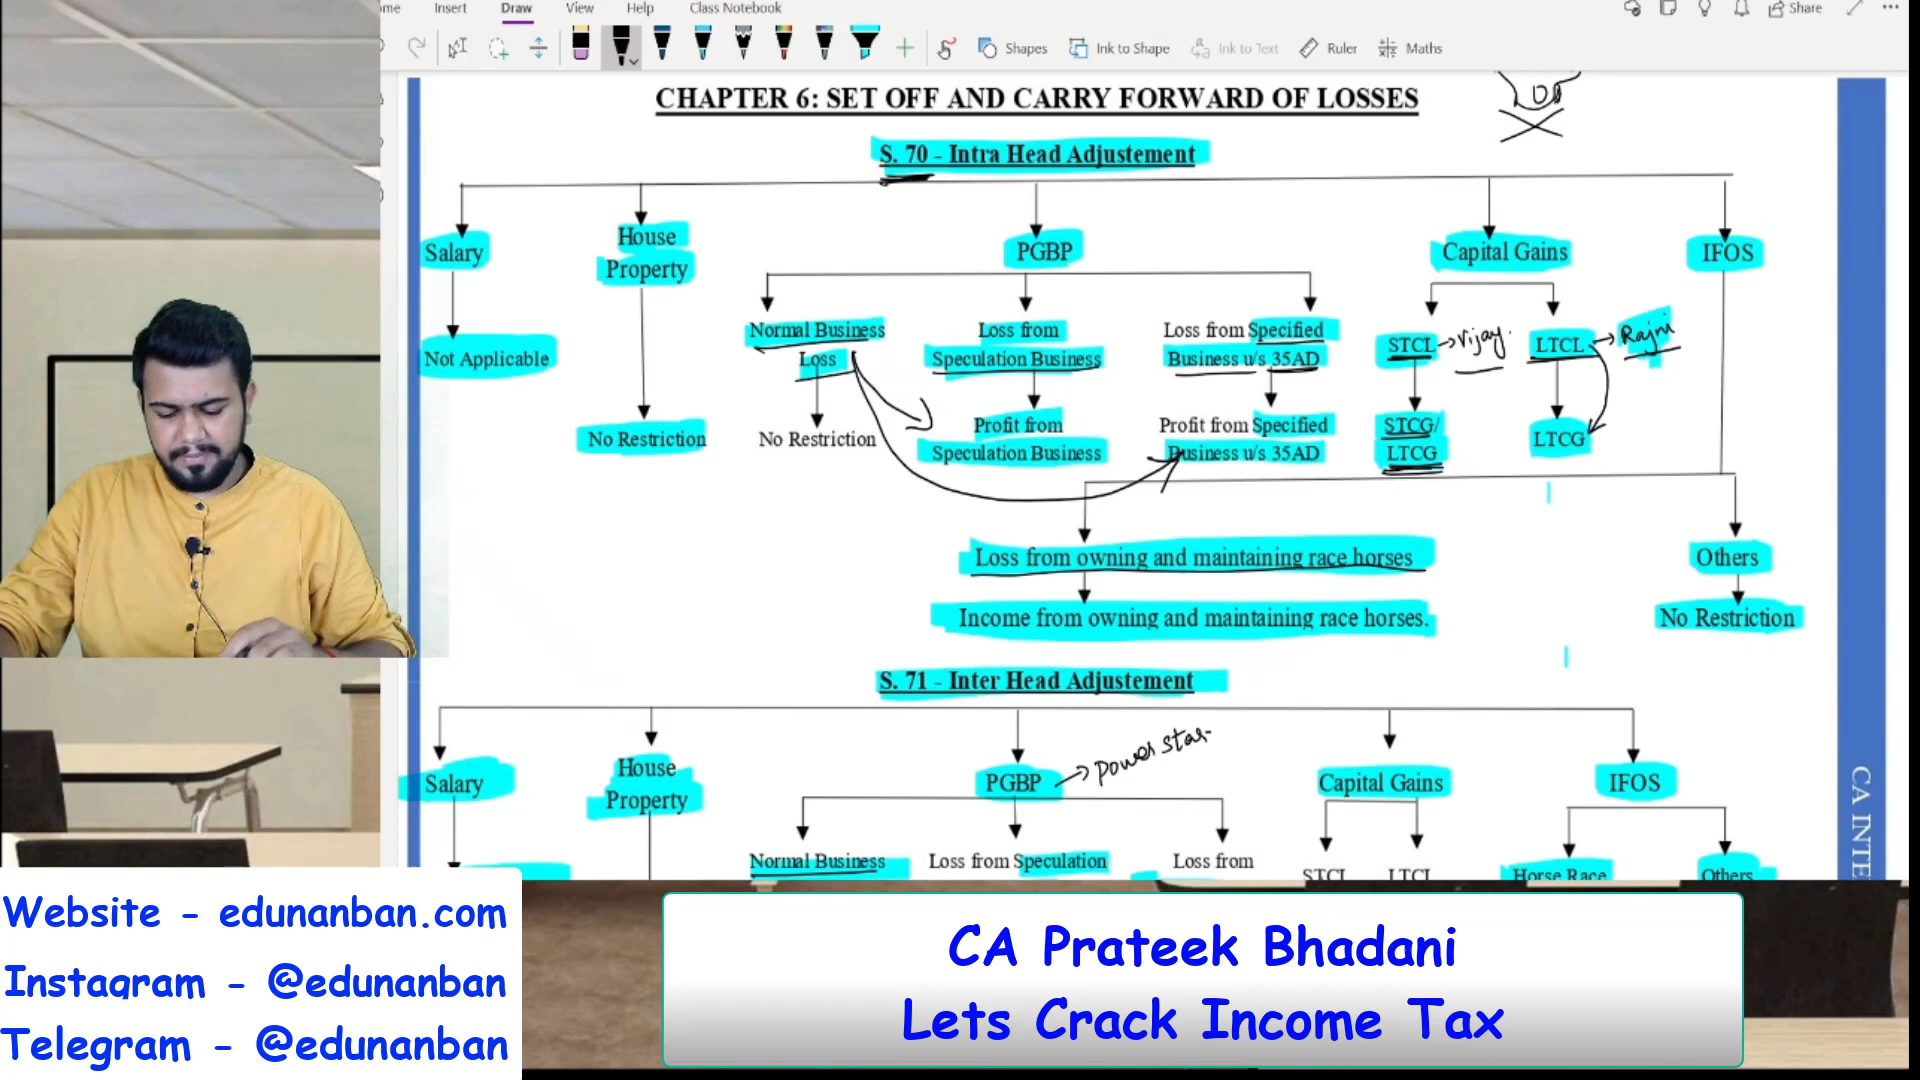 Insert Draw View Help Class Notebook Share
Shapes Ink to Shape Ink to Text Ruler Maths
CHAPTER 6: SET OFF AND CARRY FORWARD OF LOSSES
S. 70 - Intra Head Adjustement
Salary
House
Property
PGBP
Capital Gains
IFOS
Not Applicable
No Restriction
Normal Business
Loss
No Restriction
Loss from
Speculation Business
Profit from
Speculation Business
Loss from Specified
Business u/s 35AD
Profit from Specified
Business u/s 35AD
STCL → Vijay.
STCG/
LTCG
LTCL → Rajni
LTCG
Loss from owning and maintaining race horses
Income from owning and maintaining race horses.
Others
No Restriction
S. 71 - Inter Head Adjustement
Salary
House
Property
PGBP → power star
Capital Gains
IFOS
Normal Business
Loss from Speculation
Loss from
STCL
LTCL
Horse Race
Others
CA INTE
Website - edunanban.com
Instagram - @edunanban
Telegram - @edunanban
CA Prateek Bhadani
Lets Crack Income Tax